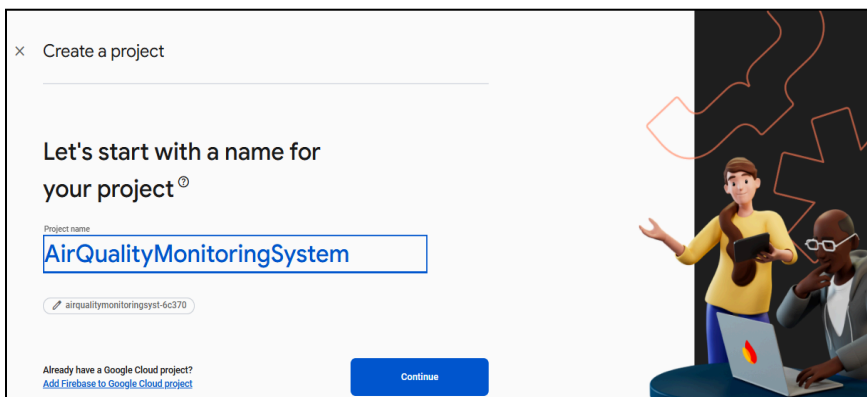 Create a project
Let's start with a name for
your project
Project name
AirQualityMonitoringSystem
airqualitymonitoringsyst-6c370
Already have a Google Cloud project?
Add Firebase to Google Cloud project
Continue